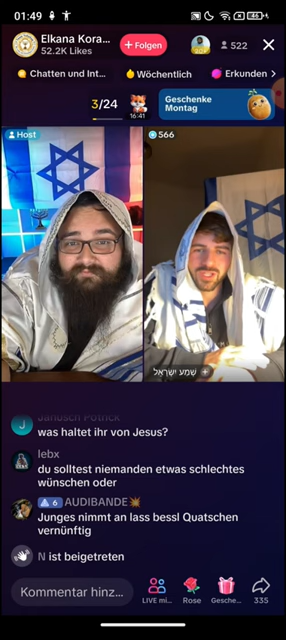 01:49
46
Elkana Kora...
52.2K Likes
+ Folgen
522
Chatten und Int...
Wöchentlich
Erkunden
3/24
16:41
Geschenke
Montag
Host
566
שמע ישראל
was haltet ihr von Jesus?
lebx
du solltest niemanden etwas schlechtes
wünschen oder
6 AUDIBANDE
Junges nimmt an lass bessl Quatschen
vernünftig
N ist beigetreten
Kommentar hinz...
LIVE mi...
Rose
Gesche...
335